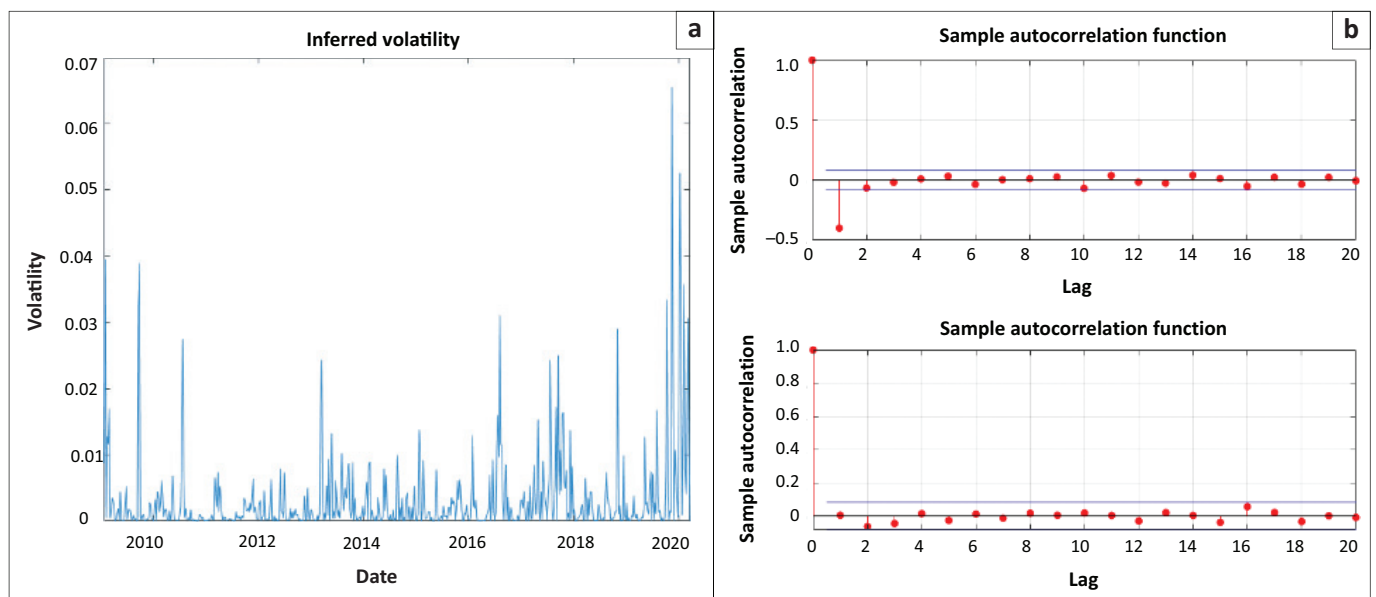 a
Inferred volatility
0.07
0.06
0.05
0.04
0.03
0.02
0.01
0
Volatility
2010 2012 2014 2016 2018 2020
Date
b
Sample autocorrelation function
1.0
0.5
0
–0.5
Sample autocorrelation
0 2 4 6 8 10 12 14 16 18 20
Lag
Sample autocorrelation function
1.0
0.8
0.6
0.4
0.2
0
Sample autocorrelation
0 2 4 6 8 10 12 14 16 18 20
Lag